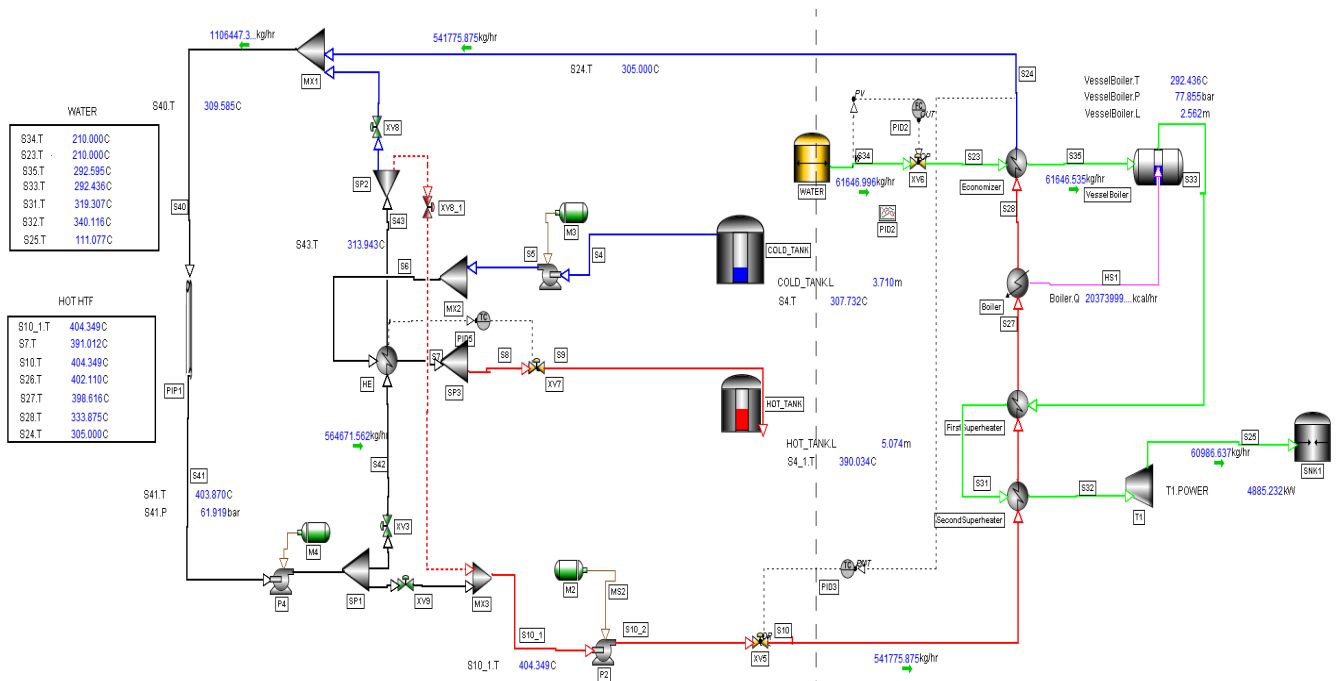 1106447.3...kg/hr
541775.875kg/hr
S24.T 305.000C
S24
MX1
VesselBoiler.T 292.436C
VesselBoiler.P 77.855bar
VesselBoiler.L 2.562m
WATER
S40.T 309.585C
S34.T 210.000C
S23.T 210.000C
S35.T 292.595C
S33.T 292.436C
S31.T 319.307C
S32.T 340.116C
S25.T 111.077C
XV8
PV
FC
OUT
PID2
S34
OP
S23
S35
S33
WATER
61646.996kg/hr
XV6
Economizer
61646.535kg/hr
VesselBoiler
SP2
XV8_1
S40
S43
S28
PID2
M3
S43.T 313.943C
S5
S4
COLD_TANK
S6
MX2
COLD_TANK.L 3.710m
S4.T 307.732C
HS1
Boiler
Boiler.Q 20373999....kcal/hr
HOT HTF
S10_1.T 404.349C
S7.T 391.012C
S10.T 404.349C
S26.T 402.110C
S27.T 398.616C
S28.T 333.875C
S24.T 305.000C
TC
PID5
S27
S7
S8
S9
HE
SP3
XV7
PIP1
HOT_TANK
FirstSuperheater
564671.562kg/hr
HOT_TANK.L 5.074m
S4_1.T 390.034C
S25
60986.637kg/hr
SNK1
S42
S41
S41.T 403.870C
S41.P 61.919bar
S31
S32
T1.POWER 4885.232kW
T1
SecondSuperheater
XV3
M4
P4
SP1
XV9
MX3
M2
MS2
TC
OUT
PID3
S10_1
S10_2
S10
XV5
P2
S10_1.T 404.349C
541775.875kg/hr